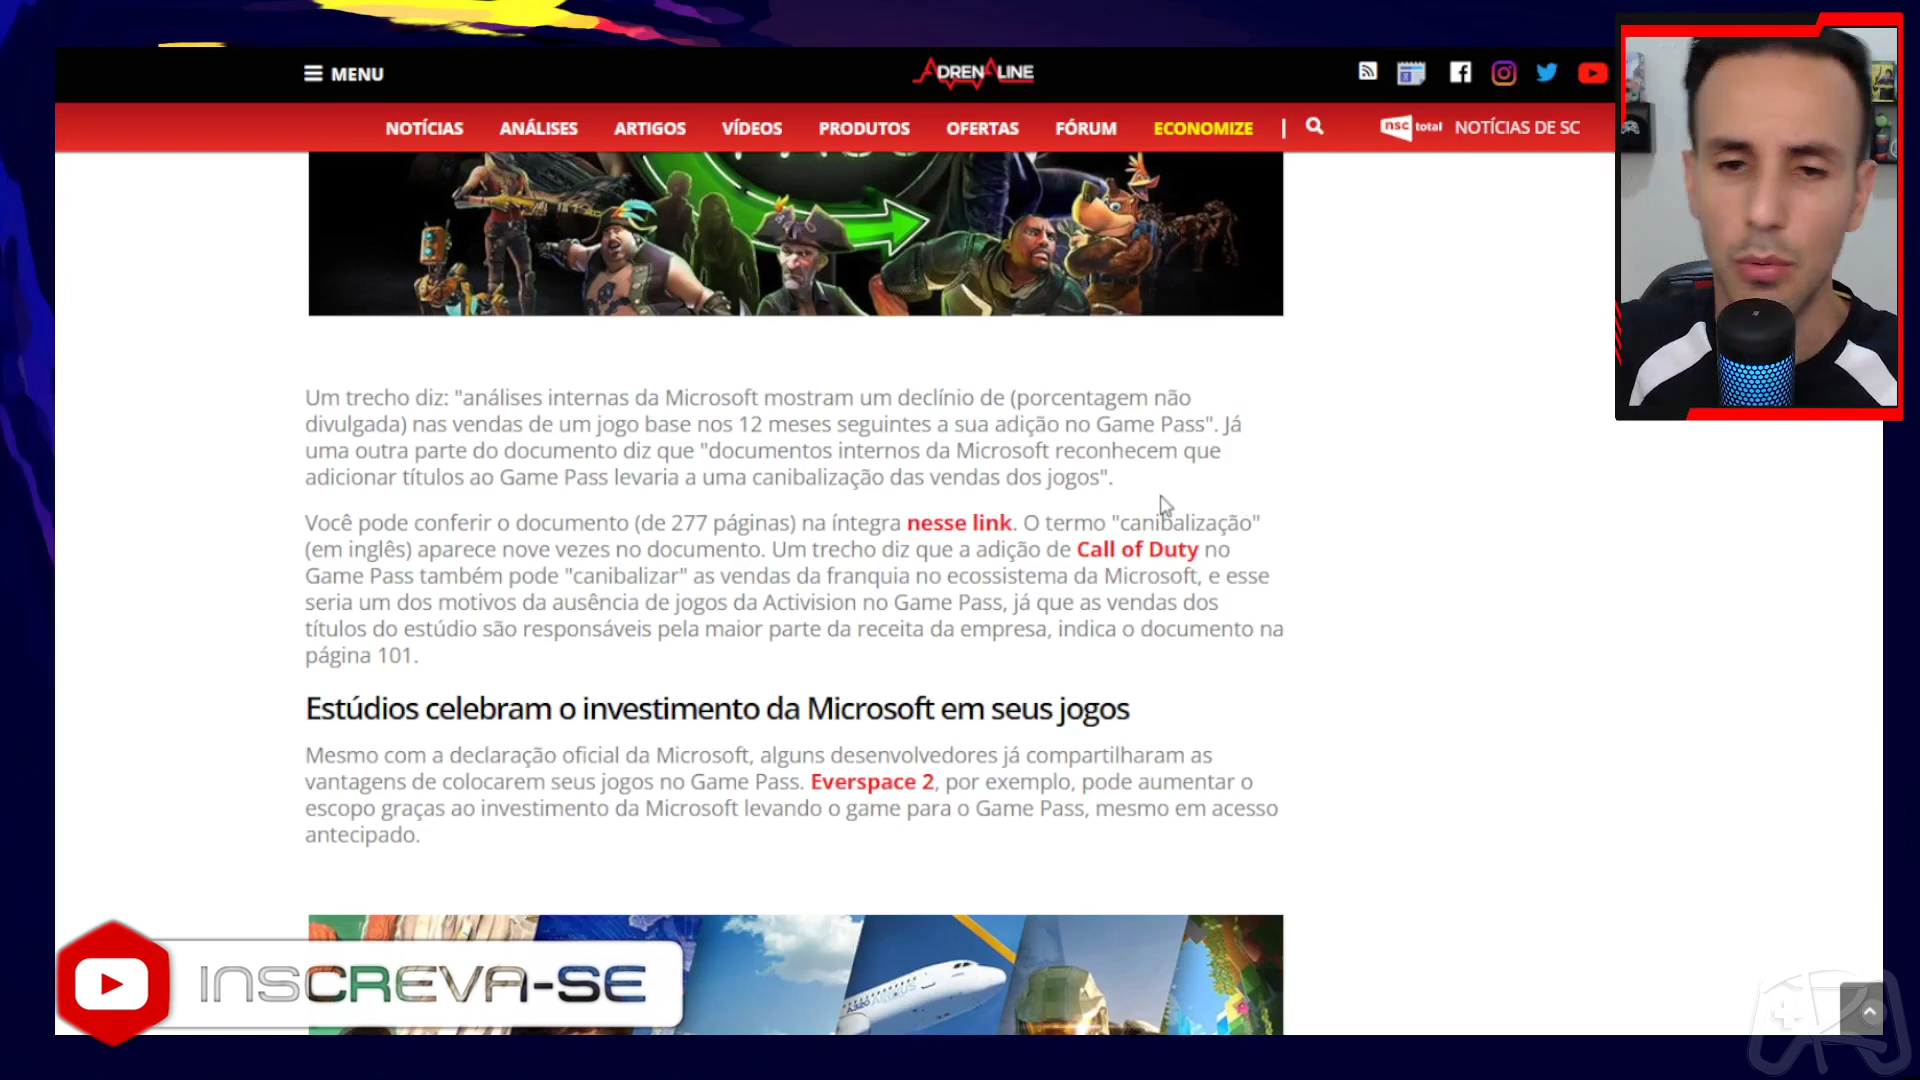 MENU
ADRENALINE
NOTÍCIAS ANÁLISES ARTIGOS VÍDEOS PRODUTOS OFERTAS FÓRUM ECONOMIZE | nsc total NOTÍCIAS DE SC
Um trecho diz: "análises internas da Microsoft mostram um declínio de (porcentagem não
divulgada) nas vendas de um jogo base nos 12 meses seguintes a sua adição no Game Pass". Já
uma outra parte do documento diz que "documentos internos da Microsoft reconhecem que
adicionar títulos ao Game Pass levaria a uma canibalização das vendas dos jogos".
Você pode conferir o documento (de 277 páginas) na íntegra nesse link. O termo "canibalização"
(em inglês) aparece nove vezes no documento. Um trecho diz que a adição de Call of Duty no
Game Pass também pode "canibalizar" as vendas da franquia no ecossistema da Microsoft, e esse
seria um dos motivos da ausência de jogos da Activision no Game Pass, já que as vendas dos
títulos do estúdio são responsáveis pela maior parte da receita da empresa, indica o documento na
página 101.
Estúdios celebram o investimento da Microsoft em seus jogos
Mesmo com a declaração oficial da Microsoft, alguns desenvolvedores já compartilharam as
vantagens de colocarem seus jogos no Game Pass. Everspace 2, por exemplo, pode aumentar o
escopo graças ao investimento da Microsoft levando o game para o Game Pass, mesmo em acesso
antecipado.
A320 AIRBUS
INSCREVA-SE